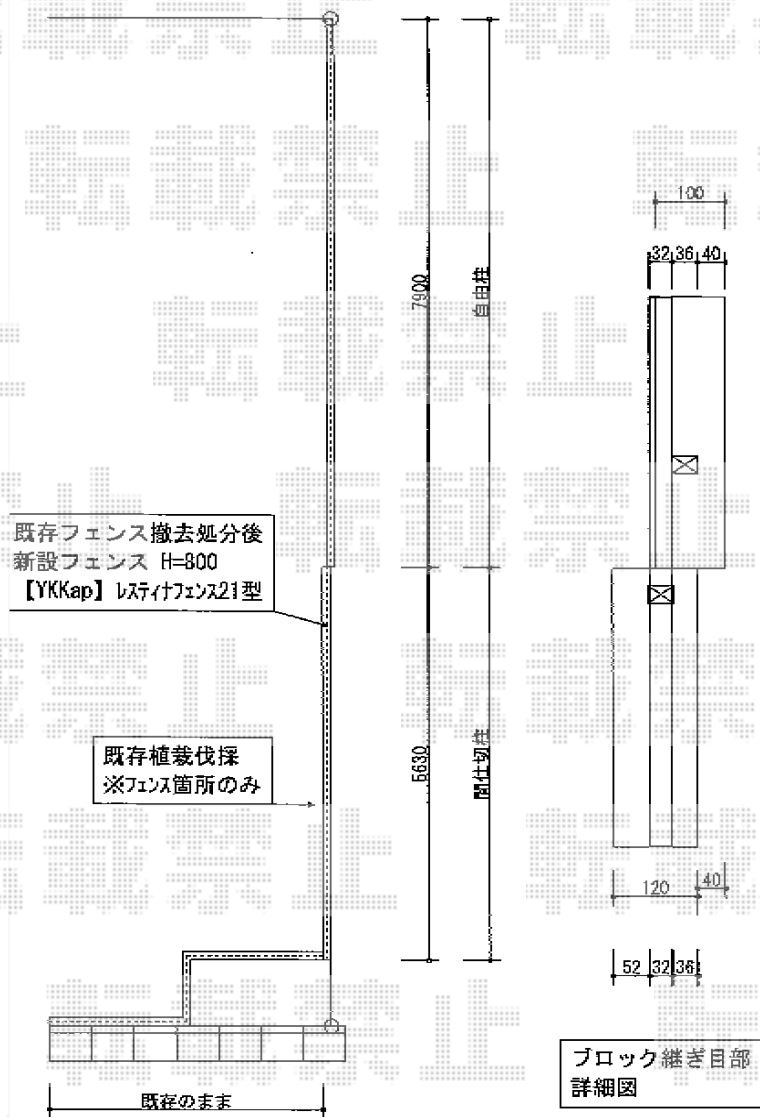 転載禁止
100
32 36 40
7900
自由柱
既存フェンス撤去処分後
新設フェンス H=800
【YKKap】レスティナフェンス21型
既存植栽伐採
※フェンス箇所のみ
5630
間仕切柱
120
40
52 32 36
ブロック継ぎ目部
詳細図
既存のまま